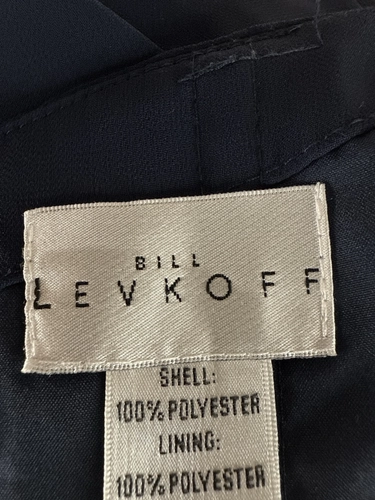 BILL
LEVKOFF
SHELL:
100% POLYESTER
LINING:
100% POLYESTER